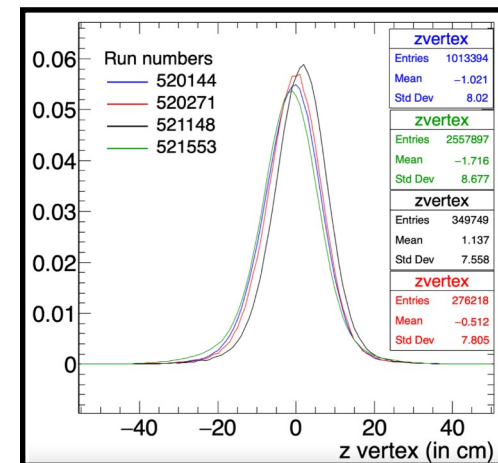 Run numbers
520144
520271
521148
521553
zvertex
Entries 1013394
Mean −1.021
Std Dev 8.02
zvertex
Entries 2557897
Mean −1.716
Std Dev 8.677
zvertex
Entries 349749
Mean 1.137
Std Dev 7.558
zvertex
Entries 276218
Mean −0.512
Std Dev 7.805
0.06
0.05
0.04
0.03
0.02
0.01
0
−40 −20 0 20 40
z vertex (in cm)